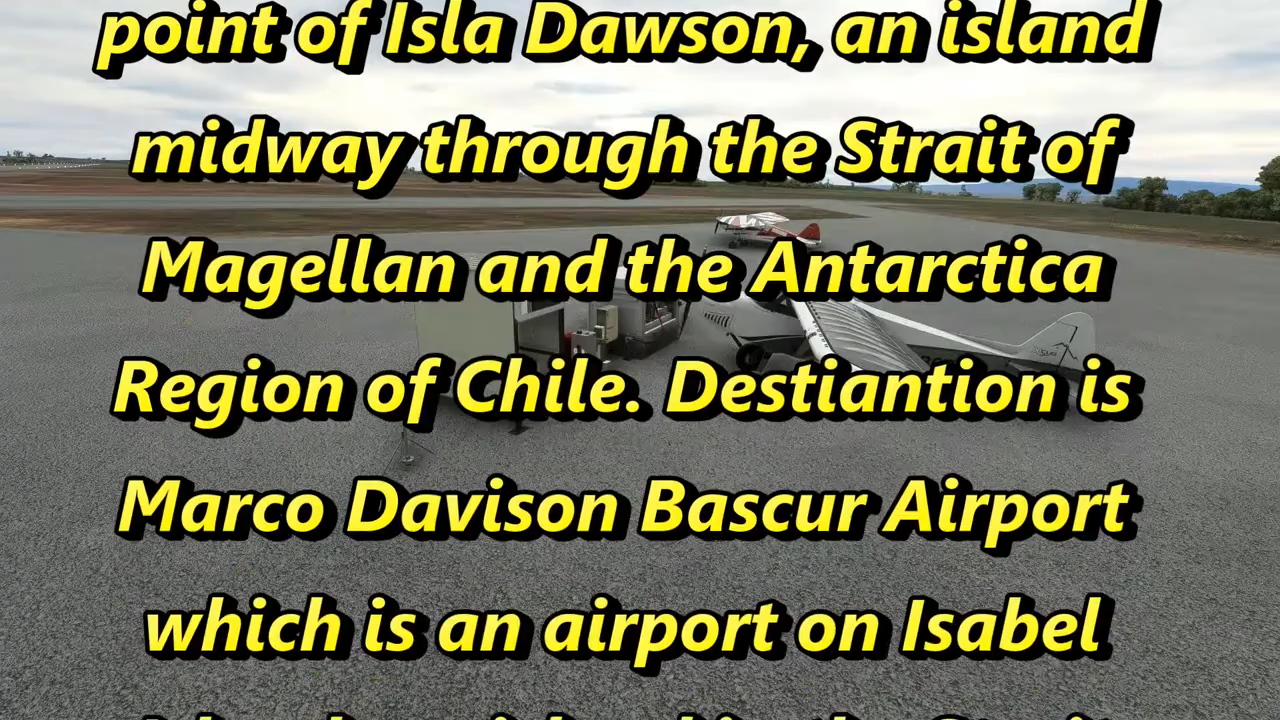 point of Isla Dawson, an island
midway through the Strait of
Magellan and the Antarctica
Region of Chile. Destiantion is
Marco Davison Bascur Airport
which is an airport on Isabel